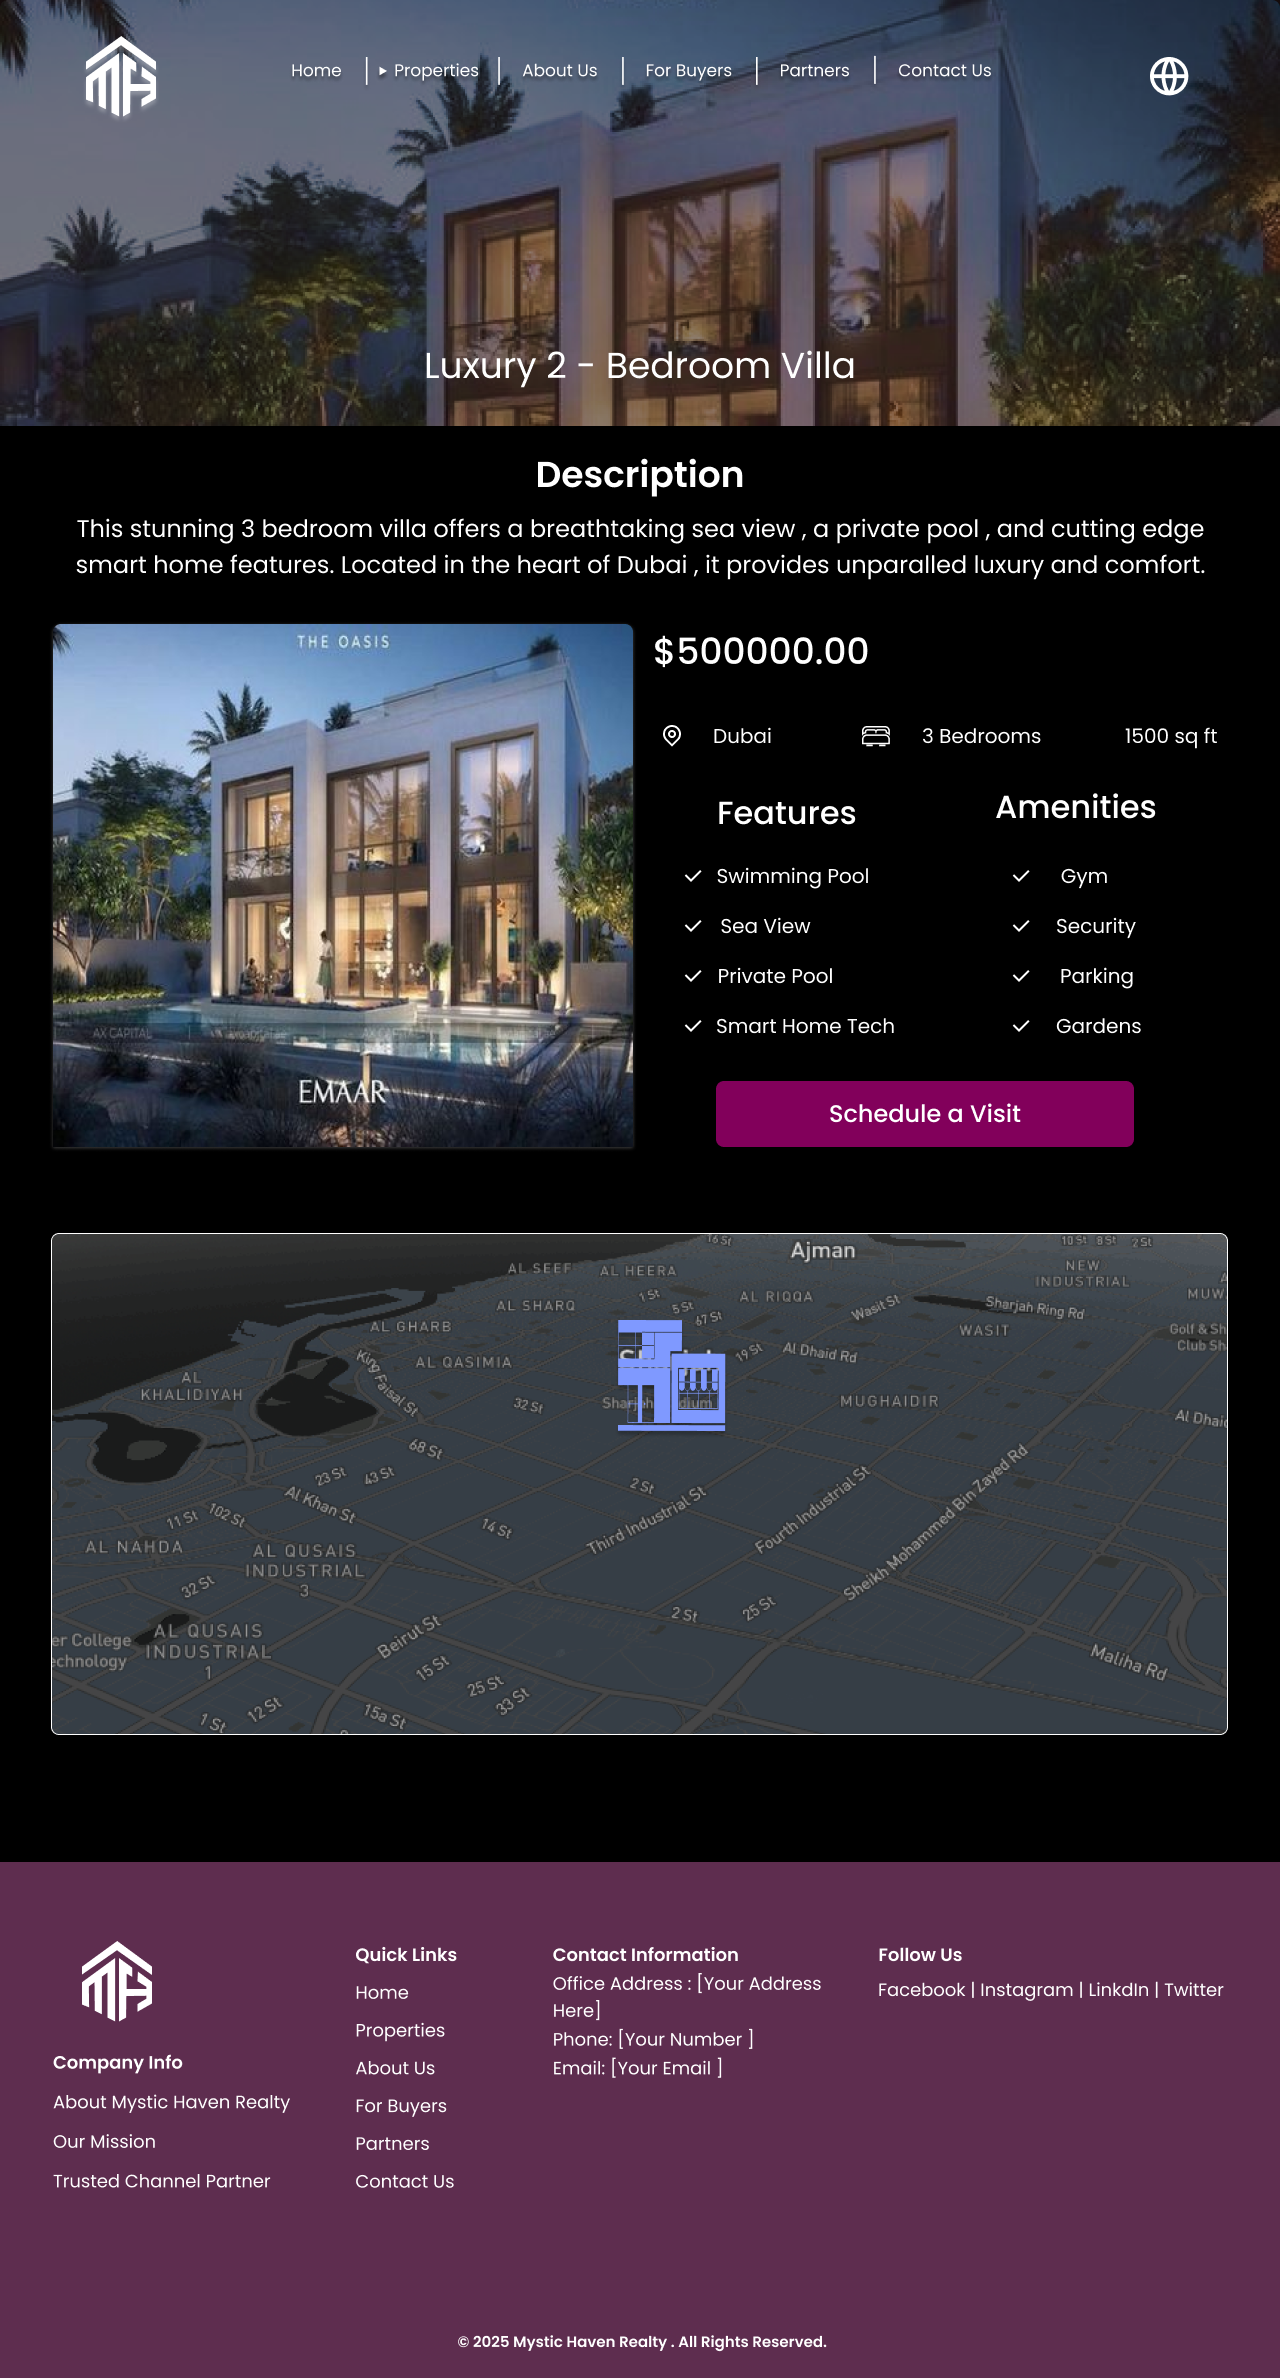 Home
Properties
About Us
For Buyers
Partners
Contact Us
Luxury 2 - Bedroom Villa
Description
This stunning 3 bedroom villa offers a breathtaking sea view , a private pool , and cutting edge
smart home features. Located in the heart of Dubai , it provides unparalled luxury and comfort.
THE OASIS
AX CAPITAL
AX CAPITAL
EMAAR
$500000.00
Dubai
3 Bedrooms
1500 sq ft
Features
Amenities
Swimming Pool
Gym
Sea View
Security
Private Pool
Parking
Smart Home Tech
Gardens
Schedule a Visit
16 St
Ajman
10 St
8 St
2 St
AL SEEF
AL HEERA
NEW
INDUSTRIAL
MUW
1 St
AL RIQQA
AL SHARQ
5 St
67 St
Wasit St
Sharjah Ring Rd
AL GHARB
WASIT
Golf & Sh
Club Sha
AL QASIMIA
King Faisal St
19 St
Al Dhaid Rd
AL
KHALIDIYAH
32 St
MUGHAIDIR
Al Dhaid
68 St
23 St
43 St
2 St
Al Khan St
Third Industrial St
Fourth Industrial St
Sheikh Mohammed Bin Zayed Rd
11 St
102 St
14 St
AL NAHDA
AL QUSAIS
INDUSTRIAL
3
32 St
2 St
25 St
er College
echnology
AL QUSAIS
INDUSTRIAL
1
Beirut St
15 St
Maliha Rd
25 St
33 St
12 St
1 St
15a St
Quick Links
Home
Properties
About Us
For Buyers
Partners
Contact Us
Contact Information
Office Address : [Your Address
Here]
Phone: [Your Number ]
Email: [Your Email ]
Follow Us
Facebook | Instagram | LinkdIn | Twitter
Company Info
About Mystic Haven Realty
Our Mission
Trusted Channel Partner
© 2025 Mystic Haven Realty . All Rights Reserved.